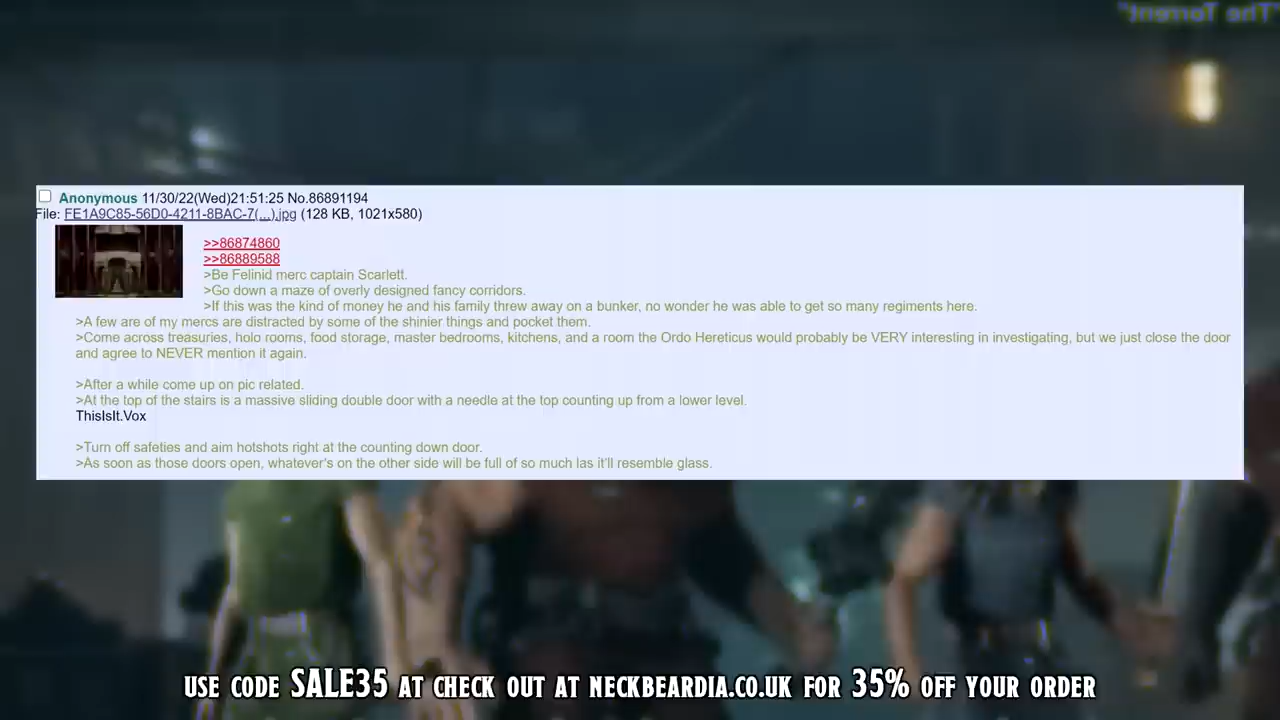 "The Torrent"
Anonymous 11/30/22(Wed)21:51:25 No.86891194
File: FE1A9C85-56D0-4211-8BAC-7(...).jpg (128 KB, 1021x580)
>>86874860
>>86889588
>Be Felinid merc captain Scarlett.
>Go down a maze of overly designed fancy corridors.
>If this was the kind of money he and his family threw away on a bunker, no wonder he was able to get so many regiments here.
>A few are of my mercs are distracted by some of the shinier things and pocket them.
>Come across treasuries, holo rooms, food storage, master bedrooms, kitchens, and a room the Ordo Hereticus would probably be VERY interesting in investigating, but we just close the door
and agree to NEVER mention it again.
>After a while come up on pic related.
>At the top of the stairs is a massive sliding double door with a needle at the top counting up from a lower level.
ThisIsIt.Vox
>Turn off safeties and aim hotshots right at the counting down door.
>As soon as those doors open, whatever's on the other side will be full of so much las it'll resemble glass.
USE CODE SALE35 AT CHECK OUT AT NECKBEARDIA.CO.UK FOR 35% OFF YOUR ORDER